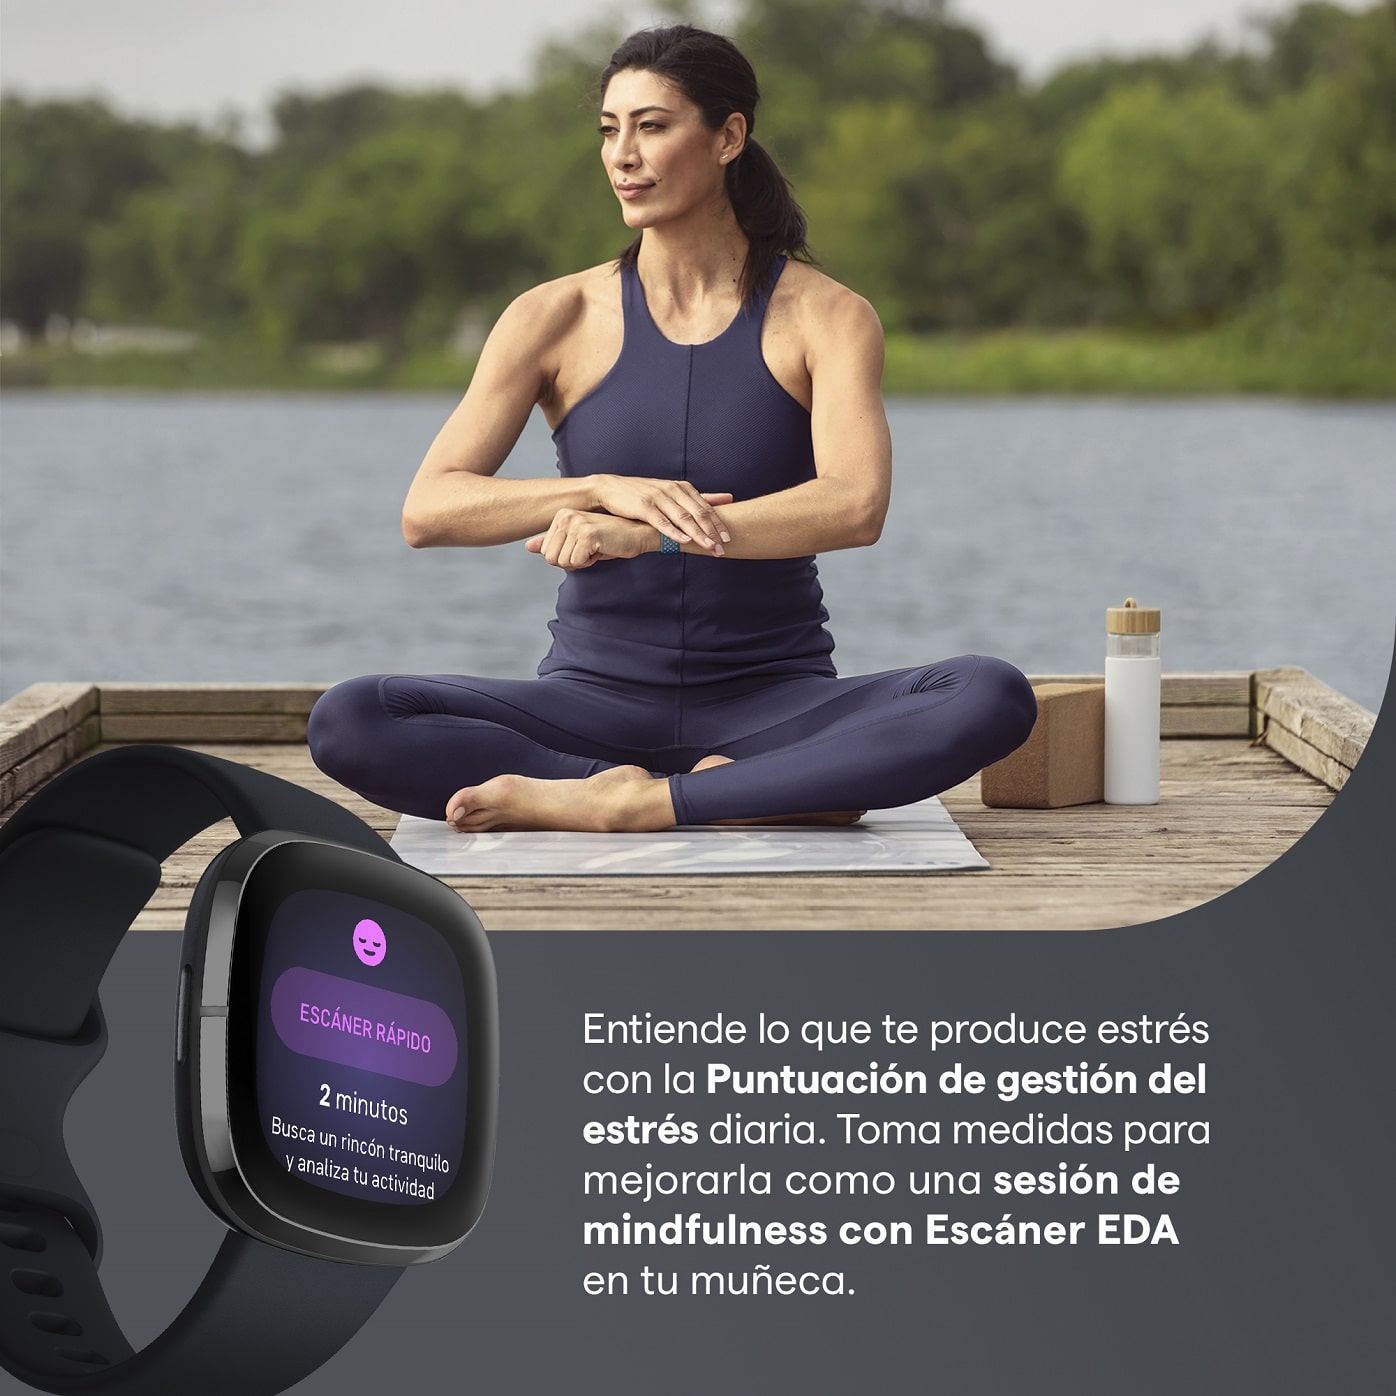 ESCÁNER RÁPIDO
2 minutos
Busca un rincón tranquilo
y analiza tu actividad
Entiende lo que te produce estrés
con la Puntuación de gestión del
estrés diaria. Toma medidas para
mejorarla como una sesión de
mindfulness con Escáner EDA
en tu muñeca.